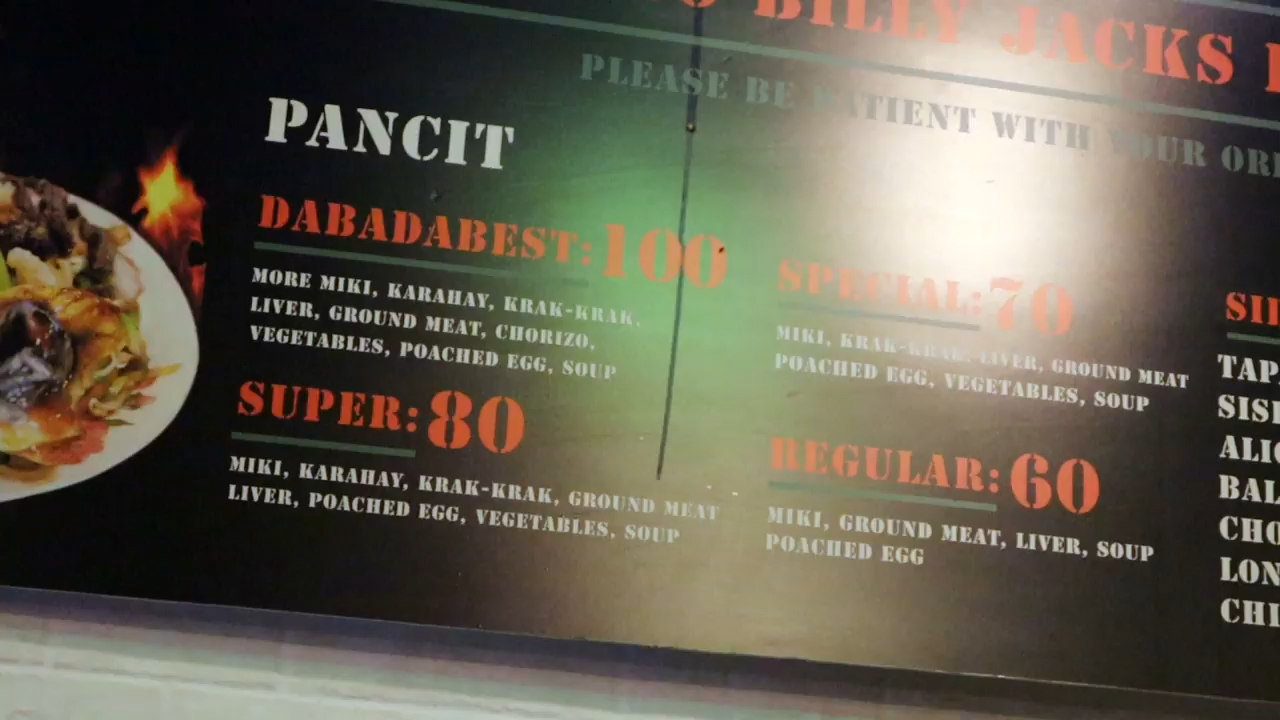 BILLY JACKS
PLEASE BE PATIENT WITH YOUR
PANCIT
DABADABEST: 100
MORE MIKI, KARAHAY, KRAK-KRAK,
LIVER, GROUND MEAT, CHORIZO,
VEGETABLES, POACHED EGG, SOUP
SUPER: 80
MIKI, KARAHAY, KRAK-KRAK, GROUND MEAT
LIVER, POACHED EGG, VEGETABLES, SOUP
SPECIAL: 70
MIKI, KRAK-KRAK, LIVER, GROUND MEAT
POACHED EGG, VEGETABLES, SOUP
REGULAR: 60
MIKI, GROUND MEAT, LIVER, SOUP
POACHED EGG